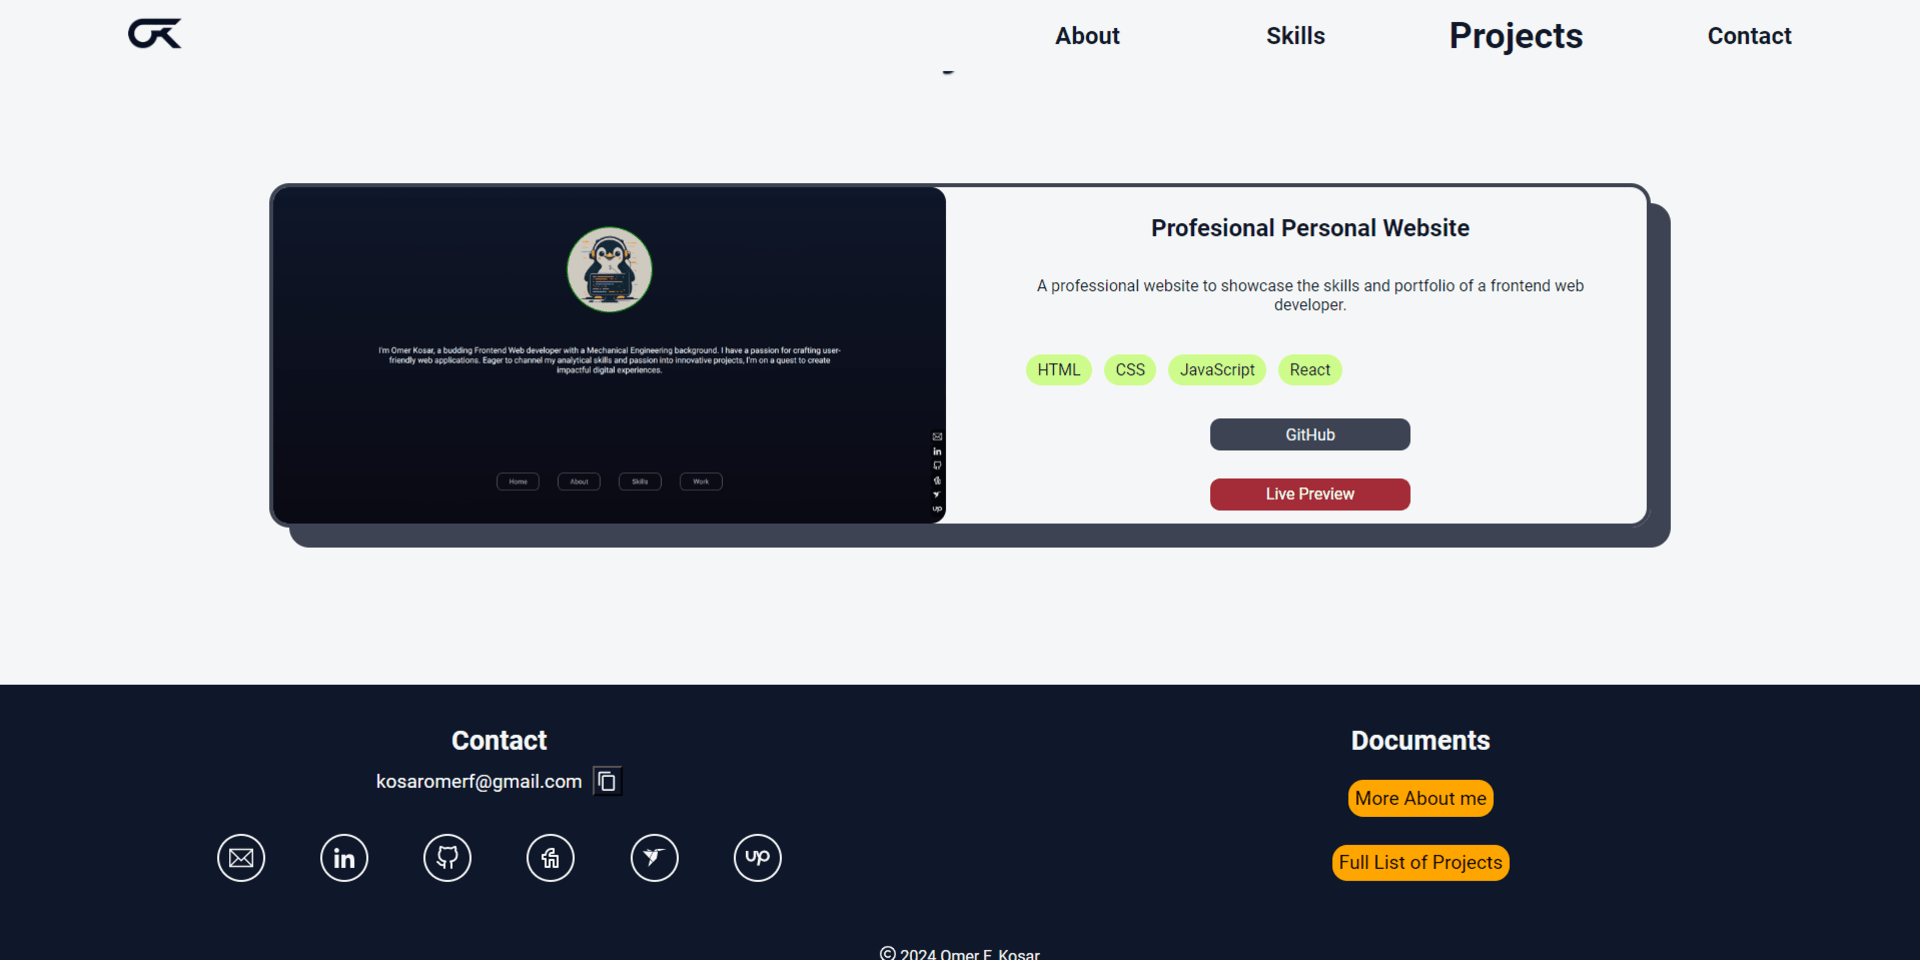 About Skills Projects Contact
I'm Omer Kosar, a budding Frontend Web developer with a Mechanical Engineering background. I have a passion for crafting user-
friendly web applications. Eager to channel my analytical skills and passion into innovative projects, I'm on a quest to create
impactful digital experiences.
Home About Skills Work
up
Profesional Personal Website
A professional website to showcase the skills and portfolio of a frontend web
developer.
HTML CSS JavaScript React
GitHub
Live Preview
Contact
kosaromerf@gmail.com
in
up
Documents
More About me
Full List of Projects
© 2024 Omer F. Kosar